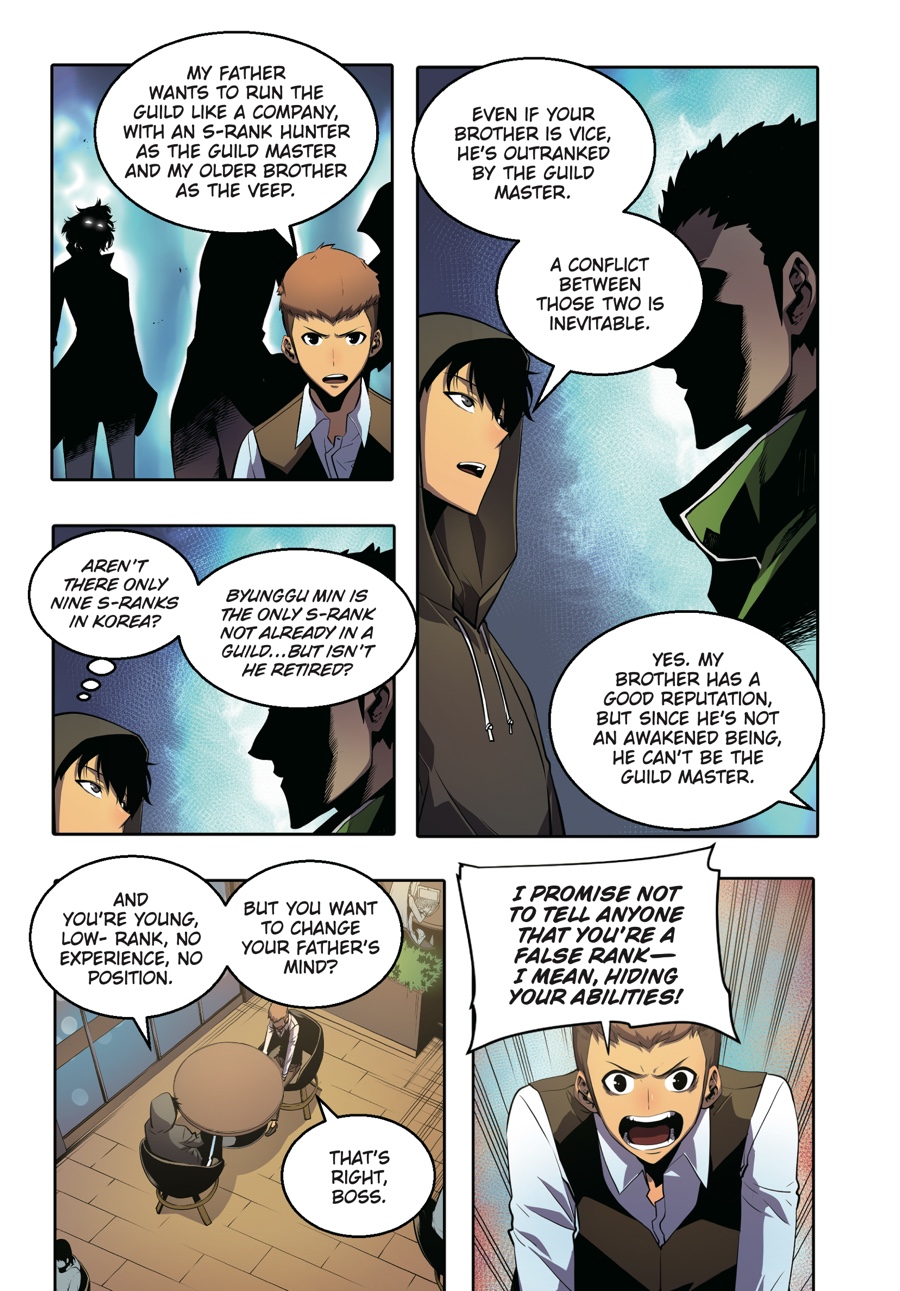 MY FATHER
WANTS TO RUN THE
GUILD LIKE A COMPANY,
WITH AN S-RANK HUNTER
AS THE GUILD MASTER
AND MY OLDER BROTHER
AS THE VEEP.
EVEN IF YOUR
BROTHER IS VICE,
HE'S OUTRANKED
BY THE GUILD
MASTER.
A CONFLICT
BETWEEN
THOSE TWO IS
INEVITABLE.
YES. MY
BROTHER HAS A
GOOD REPUTATION,
BUT SINCE HE'S NOT
AN AWAKENED BEING,
HE CAN'T BE THE
GUILD MASTER.
AREN'T
THERE ONLY
NINE S-RANKS
IN KOREA?
BYUNGGU MIN IS
THE ONLY S-RANK
NOT ALREADY IN A
GUILD...BUT ISN'T
HE RETIRED?
AND
YOU'RE YOUNG,
LOW- RANK, NO
EXPERIENCE, NO
POSITION.
BUT YOU WANT
TO CHANGE
YOUR FATHER'S
MIND?
THAT'S
RIGHT,
BOSS.
I PROMISE NOT
TO TELL ANYONE
THAT YOU'RE A
FALSE RANK—
I MEAN, HIDING
YOUR ABILITIES!